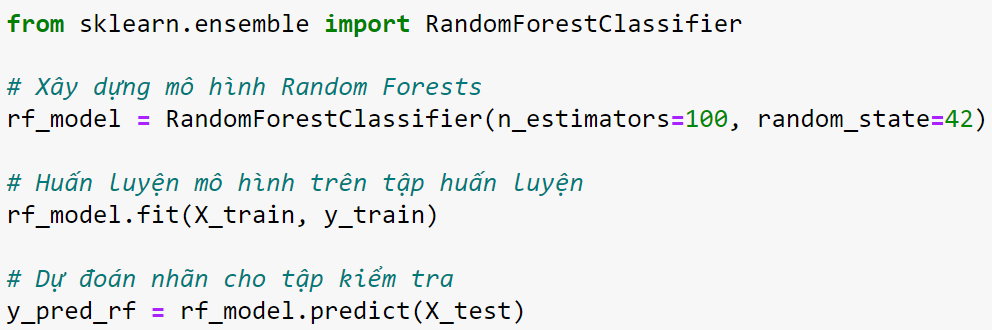 from sklearn.ensemble import RandomForestClassifier
# Xây dựng mô hình Random Forests
rf_model = RandomForestClassifier(n_estimators=100, random_state=42)
# Huấn luyện mô hình trên tập huấn luyện
rf_model.fit(X_train, y_train)
# Dự đoán nhãn cho tập kiểm tra
y_pred_rf = rf_model.predict(X_test)